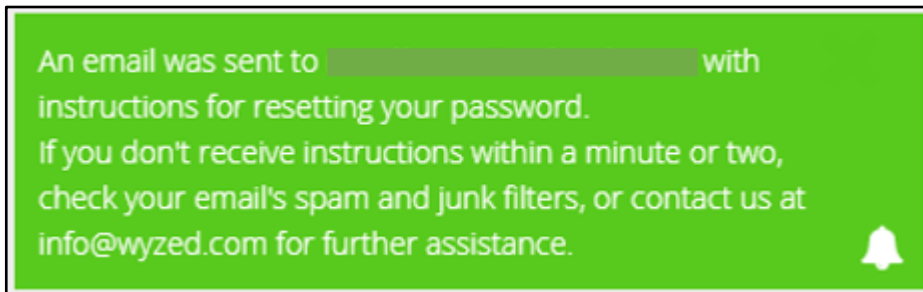 An email was sent to with
instructions for resetting your password.
If you don't receive instructions within a minute or two,
check your email's spam and junk filters, or contact us at
info@wyzed.com for further assistance.